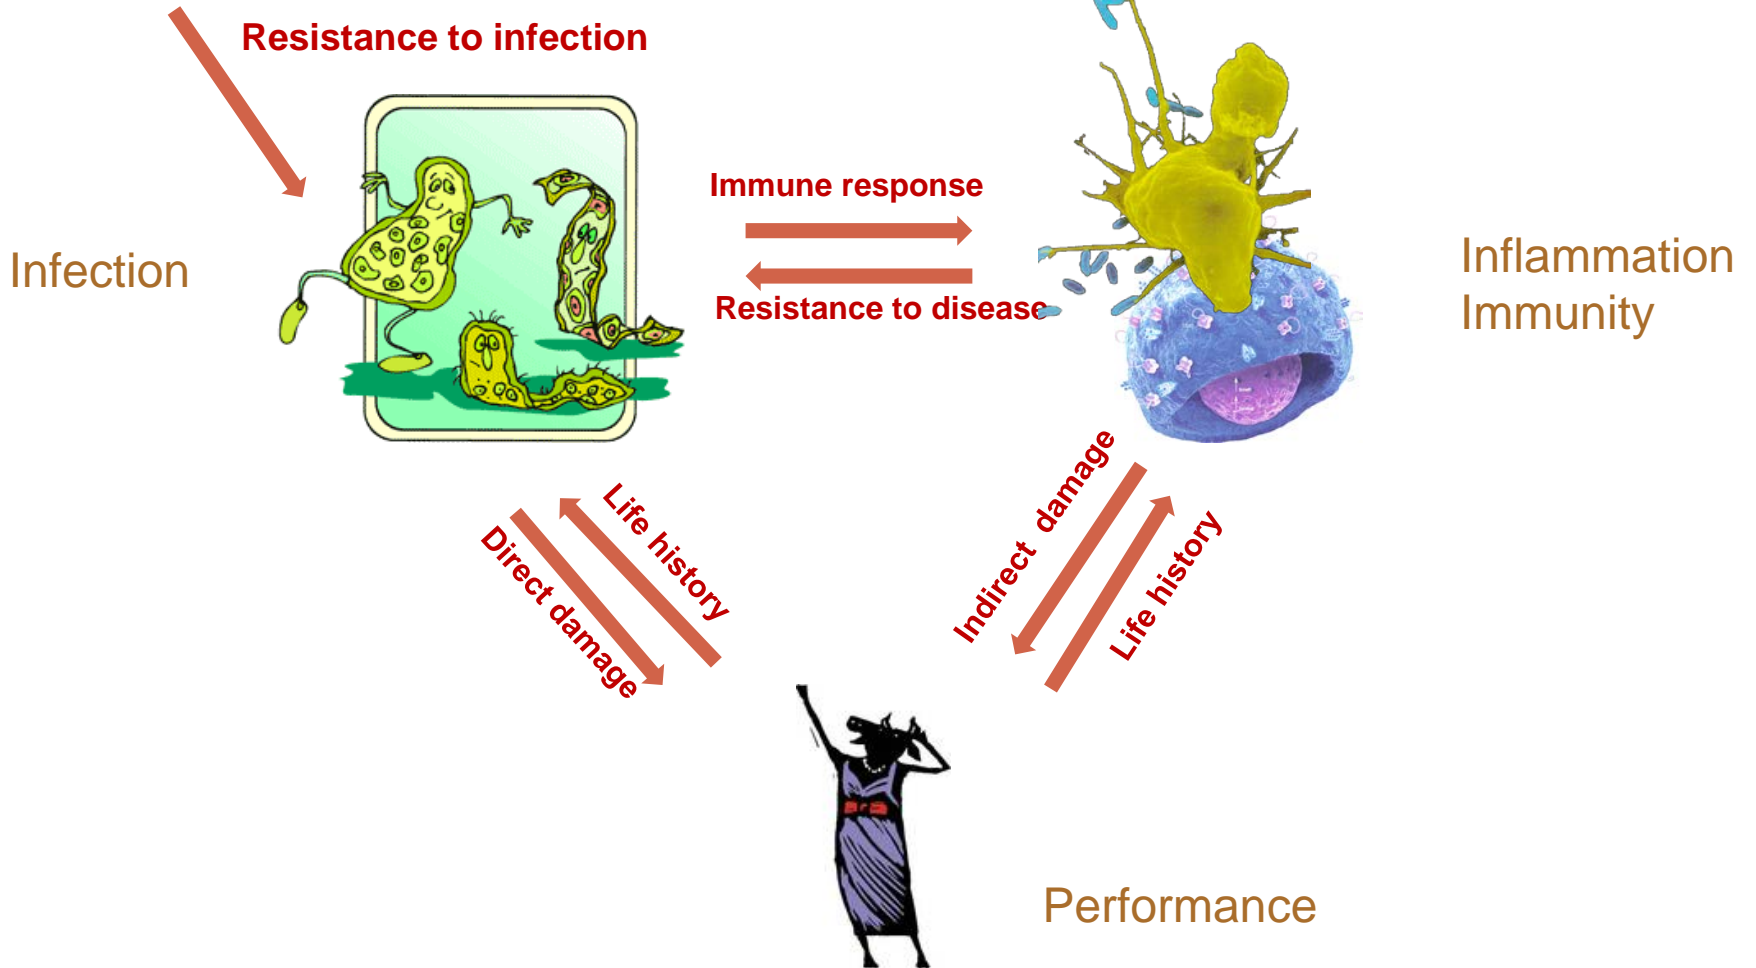 Resistance to infection
Immune response
Infection
Inflammation
Immunity
Resistance to disease
Life history
Direct damage
Indirect damage
Life history
Performance